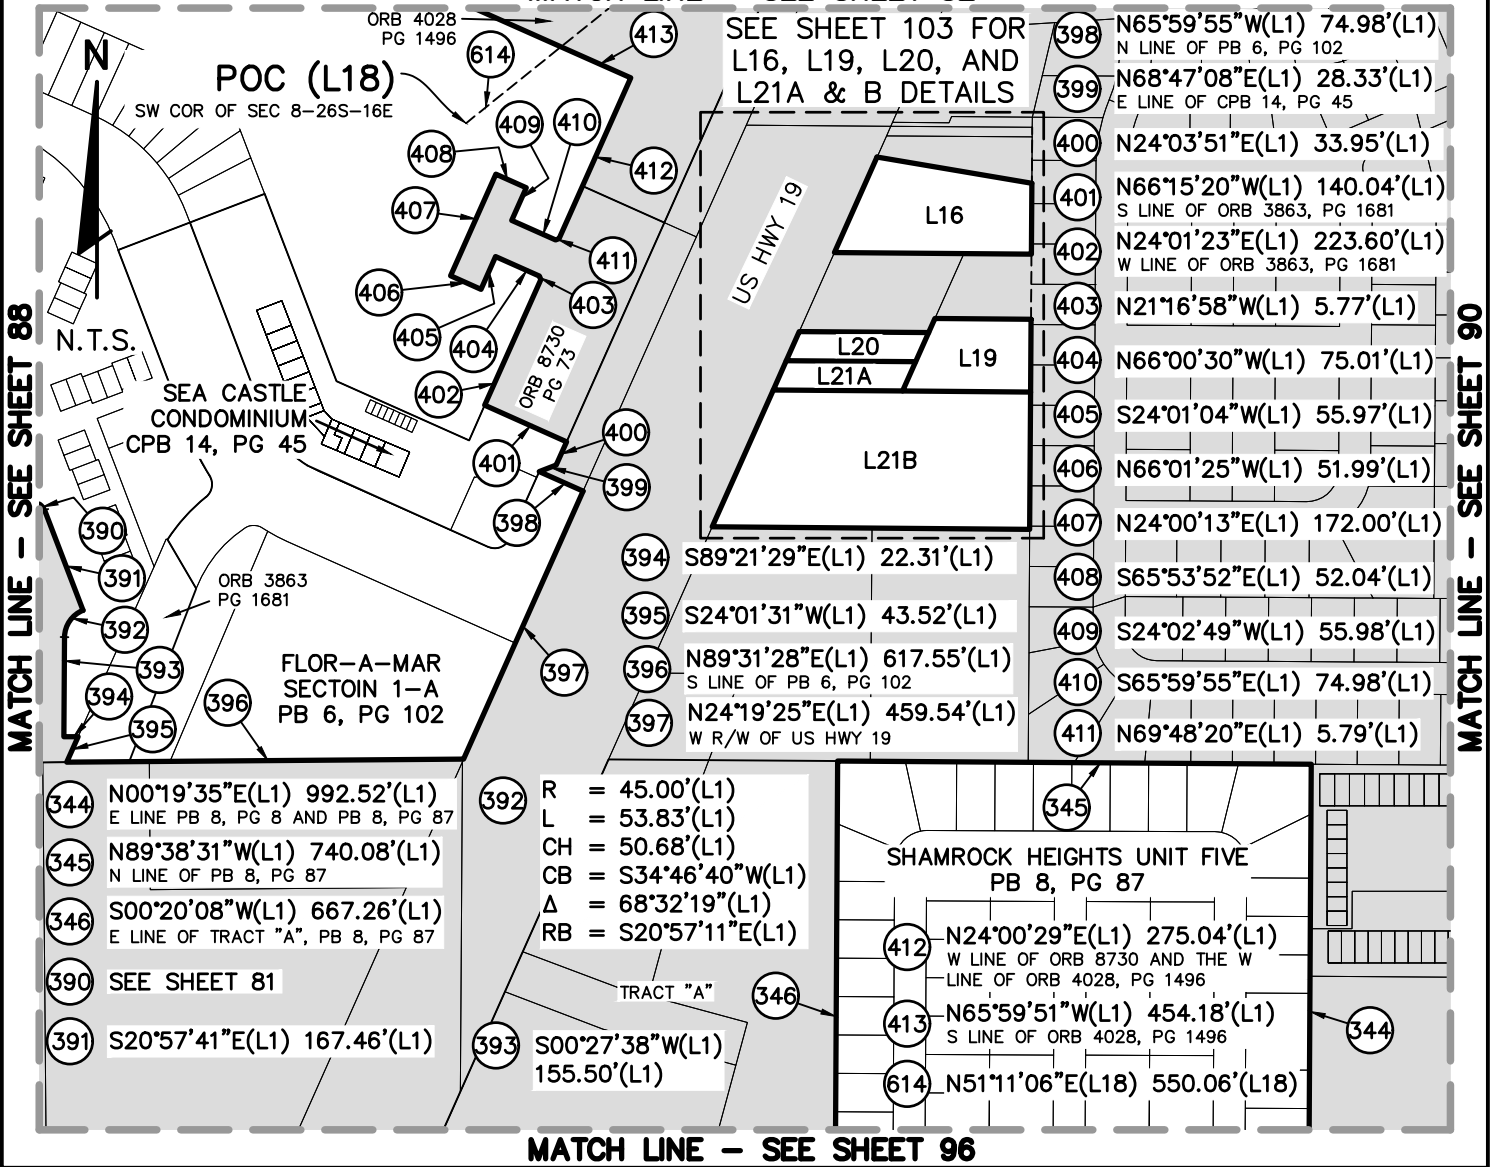 ORB 4028
PG 1496
614
413
POC (L18)
SW COR OF SEC 8-26S-16E
N
409
410
408
412
407
411
406
403
405
404
402
N.T.S.
ORB 8730
PG 73
SEA CASTLE
CONDOMINIUM
CPB 14, PG 45
400
401
399
398
390
391
392
393
394
395
396
397
ORB 3863
PG 1681
FLOR-A-MAR
SECTOIN 1-A
PB 6, PG 102
MATCH LINE - SEE SHEET 88
SEE SHEET 103 FOR
L16, L19, L20, AND
L21A & B DETAILS
US HWY 19
L16
L20
L19
L21A
L21B
394 S89°21'29"E(L1) 22.31'(L1)
395 S24°01'31"W(L1) 43.52'(L1)
396 N89°31'28"E(L1) 617.55'(L1)
S LINE OF PB 6, PG 102
397 N24°19'25"E(L1) 459.54'(L1)
W R/W OF US HWY 19
398 N65°59'55"W(L1) 74.98'(L1)
N LINE OF PB 6, PG 102
399 N68°47'08"E(L1) 28.33'(L1)
E LINE OF CPB 14, PG 45
400 N24°03'51"E(L1) 33.95'(L1)
401 N66°15'20"W(L1) 140.04'(L1)
S LINE OF ORB 3863, PG 1681
402 N24°01'23"E(L1) 223.60'(L1)
W LINE OF ORB 3863, PG 1681
403 N21°16'58"W(L1) 5.77'(L1)
404 N66°00'30"W(L1) 75.01'(L1)
405 S24°01'04"W(L1) 55.97'(L1)
406 N66°01'25"W(L1) 51.99'(L1)
407 N24°00'13"E(L1) 172.00'(L1)
408 S65°53'52"E(L1) 52.04'(L1)
409 S24°02'49"W(L1) 55.98'(L1)
410 S65°59'55"E(L1) 74.98'(L1)
411 N69°48'20"E(L1) 5.79'(L1)
MATCH LINE - SEE SHEET 90
344 N00°19'35"E(L1) 992.52'(L1)
E LINE PB 8, PG 8 AND PB 8, PG 87
345 N89°38'31"W(L1) 740.08'(L1)
N LINE OF PB 8, PG 87
346 S00°20'08"W(L1) 667.26'(L1)
E LINE OF TRACT "A", PB 8, PG 87
390 SEE SHEET 81
391 S20°57'41"E(L1) 167.46'(L1)
392 R = 45.00'(L1)
L = 53.83'(L1)
CH = 50.68'(L1)
CB = S34°46'40"W(L1)
Δ = 68°32'19"(L1)
RB = S20°57'11"E(L1)
TRACT "A"
393 S00°27'38"W(L1)
155.50'(L1)
345
SHAMROCK HEIGHTS UNIT FIVE
PB 8, PG 87
346
344
412 N24°00'29"E(L1) 275.04'(L1)
W LINE OF ORB 8730 AND THE W
LINE OF ORB 4028, PG 1496
413 N65°59'51"W(L1) 454.18'(L1)
S LINE OF ORB 4028, PG 1496
614 N51°11'06"E(L18) 550.06'(L18)
MATCH LINE - SEE SHEET 96